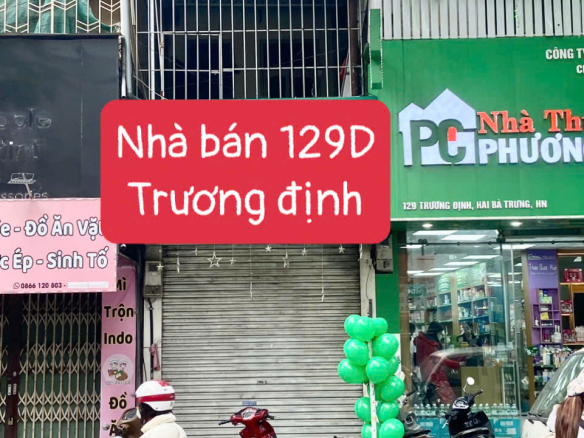 CÔNG TY
Nhà bán 129D
Trương định
Nhà
PC PHƯƠNG
129 TRƯƠNG ĐỊNH, HAI BÀ TRƯNG, HN
- Đồ Ăn Vặt
Ép - Sinh Tố
0866 120 803 -
Mì
Trộn
Indo
Đồ